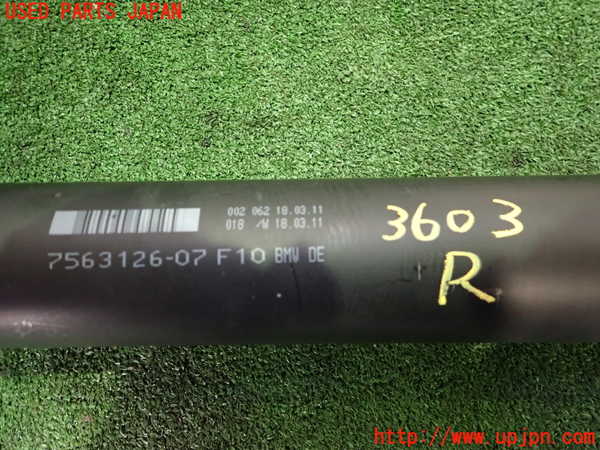 USED PARTS JAPAN
002 062 18.03.11
018 /W 18.03.11
7563126-07 F10 BMW DE
3603
R
http://www.upjpn.com/